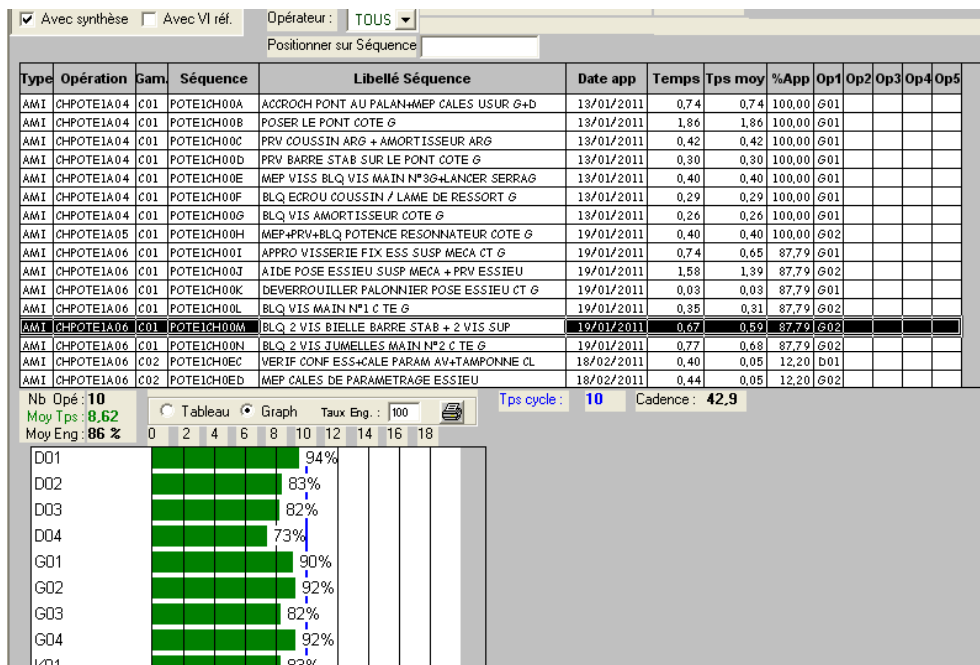 Avec synthèse Avec VI réf. Opérateur : TOUS
Positionner sur Séquence
Type Opération Gam. Séquence Libellé Séquence Date app Temps Tps moy %App Op1 Op2 Op3 Op4 Op5
AMI CHPOTE1A04 C01 POTE1CH00A ACCROCH PONT AU PALAN+MEP CALES USUR G+D 13/01/2011 0,74 0,74 100,00 G01
AMI CHPOTE1A04 C01 POTE1CH00B POSER LE PONT COTE G 13/01/2011 1,86 1,86 100,00 G01
AMI CHPOTE1A04 C01 POTE1CH00C PRV COUSSIN ARG + AMORTISSEUR ARG 13/01/2011 0,42 0,42 100,00 G01
AMI CHPOTE1A04 C01 POTE1CH00D PRV BARRE STAB SUR LE PONT COTE G 13/01/2011 0,30 0,30 100,00 G01
AMI CHPOTE1A04 C01 POTE1CH00E MEP VISS BLQ VIS MAIN N°3G+LANCER SERRAG 13/01/2011 0,40 0,40 100,00 G01
AMI CHPOTE1A04 C01 POTE1CH00F BLQ ECROU COUSSIN / LAME DE RESSORT G 13/01/2011 0,29 0,29 100,00 G01
AMI CHPOTE1A04 C01 POTE1CH00G BLQ VIS AMORTISSEUR COTE G 13/01/2011 0,26 0,26 100,00 G01
AMI CHPOTE1A05 C01 POTE1CH00H MEP+PRV+BLQ POTENCE RESONNATEUR COTE G 13/01/2011 0,40 0,40 100,00 G02
AMI CHPOTE1A06 C01 POTE1CH00I APPRO VISSERIE FIX ESS SUSP MECA CT G 19/01/2011 0,74 0,65 87,79 G01
AMI CHPOTE1A06 C01 POTE1CH00J AIDE POSE ESSIEU SUSP MECA + PRV ESSIEU 19/01/2011 1,58 1,39 87,79 G02
AMI CHPOTE1A06 C01 POTE1CH00K DEVERROUILLER PALONNIER POSE ESSIEU CT G 19/01/2011 0,03 0,03 87,79 G01
AMI CHPOTE1A06 C01 POTE1CH00L BLQ VIS MAIN N°1 C TE G 19/01/2011 0,35 0,31 87,79 G02
AMI CHPOTE1A06 C01 POTE1CH00M BLQ 2 VIS BIELLE BARRE STAB + 2 VIS SUP 19/01/2011 0,67 0,59 87,79 G02
AMI CHPOTE1A06 C01 POTE1CH00N BLQ 2 VIS JUMELLES MAIN N°2 C TE G 19/01/2011 0,77 0,68 87,79 G02
AMI CHPOTE1A06 C02 POTE1CH0EC VERIF CONF ESS+CALE PARAM AV+TAMPONNE CL 18/02/2011 0,40 0,05 12,20 D01
AMI CHPOTE1A06 C02 POTE1CH0ED MEP CALES DE PARAMETRAGE ESSIEU 18/02/2011 0,44 0,05 12,20 G02
Nb Opé : 10 Tps cycle : 10 Cadence : 42,9
Moy Tps : 8,62 Tableau Graph Taux Eng. : 100
Moy Eng : 86 % 0 2 4 6 8 10 12 14 16 18
D01 94%
D02 83%
D03 82%
D04 73%
G01 90%
G02 92%
G03 82%
G04 92%